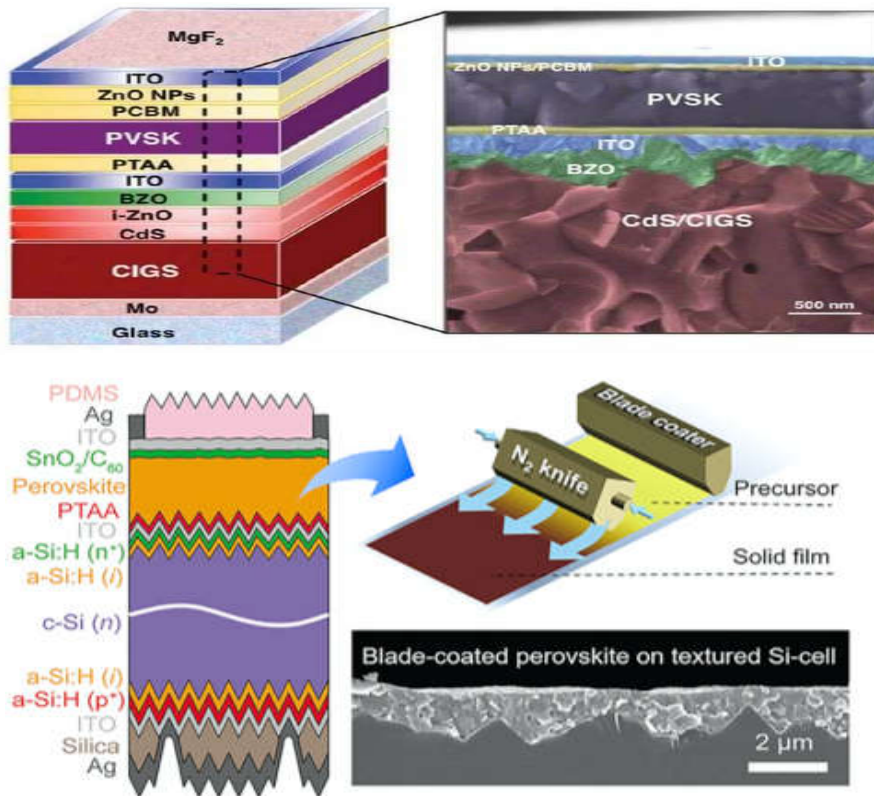 MgF₂
ITO
ZnO NPs
PCBM
PVSK
PTAA
ITO
BZO
i-ZnO
CdS
CIGS
Mo
Glass
ITO
ZnO NPs/PCBM
PVSK
PTAA
ITO
BZO
CdS/CIGS
500 nm
PDMS
Ag
ITO
SnO₂/C₆₀
Perovskite
PTAA
ITO
a-Si:H (n⁺)
a-Si:H (i)
c-Si (n)
a-Si:H (i)
a-Si:H (p⁺)
ITO
Silica
Ag
Blade coater
N₂ knife
Precursor
Solid film
Blade-coated perovskite on textured Si-cell
2 µm